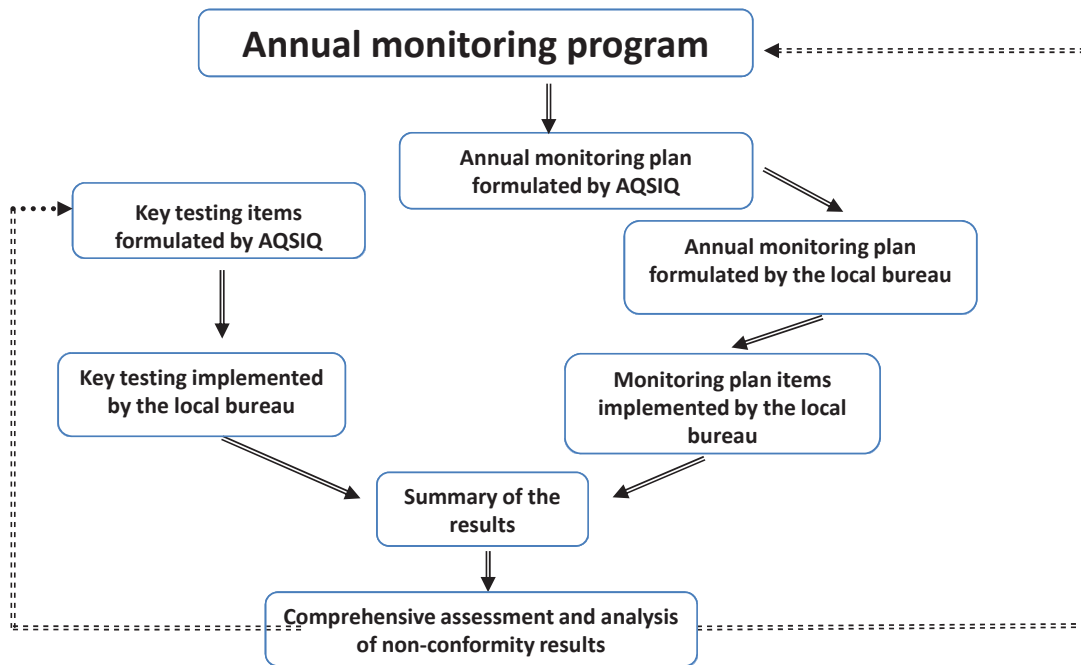 Annual monitoring program
Annual monitoring plan
formulated by AQSIQ
Key testing items
formulated by AQSIQ
Annual monitoring plan
formulated by the local bureau
Key testing implemented
by the local bureau
Monitoring plan items
implemented by the local
bureau
Summary of the
results
Comprehensive assessment and analysis
of non-conformity results